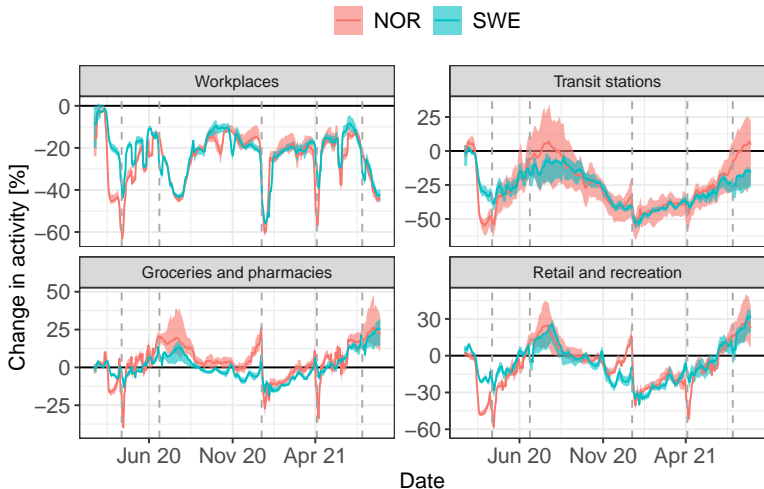 NOR SWE
Workplaces
Transit stations
0
−20
−40
−60
25
0
−25
−50
Change in activity [%]
Groceries and pharmacies
Retail and recreation
50
25
0
−25
30
0
−30
−60
Jun 20 Nov 20 Apr 21
Jun 20 Nov 20 Apr 21
Date